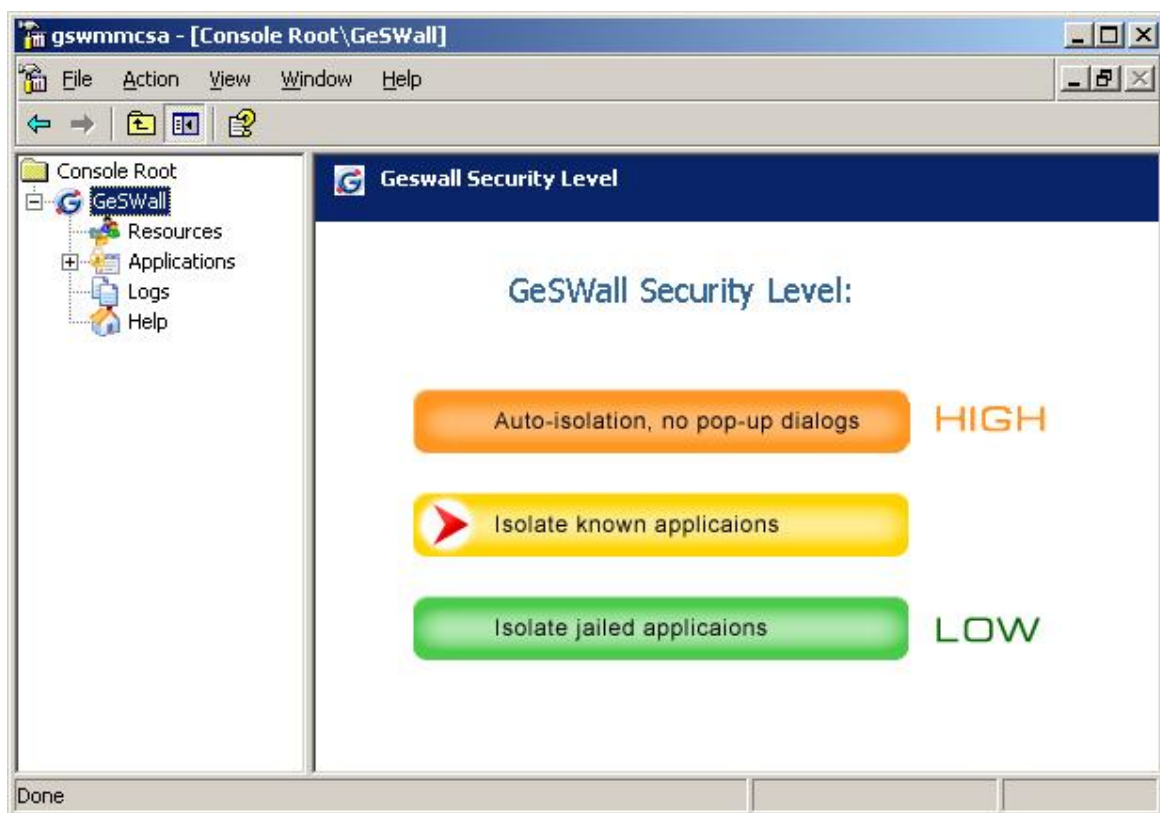 gswmmcsa - [Console Root\GeSWall]
File Action View Window Help
Console Root
GeSWall
Resources
Applications
Logs
Help
Geswall Security Level
GeSWall Security Level:
Auto-isolation, no pop-up dialogs HIGH
Isolate known applicaions
Isolate jailed applicaions LOW
Done